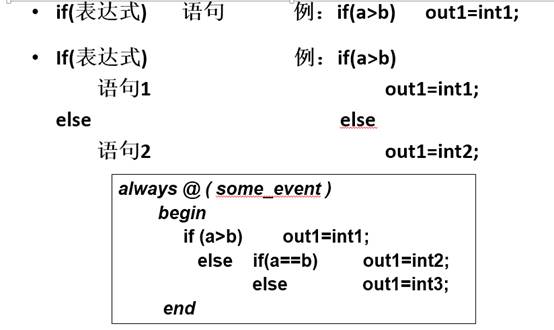 • if(表达式) 语句 例：if(a>b) out1=int1;
• If(表达式) 例：if(a>b)
语句1 out1=int1;
else else
语句2 out1=int2;
always @ ( some_event )
begin
if (a>b) out1=int1;
else if(a==b) out1=int2;
else out1=int3;
end